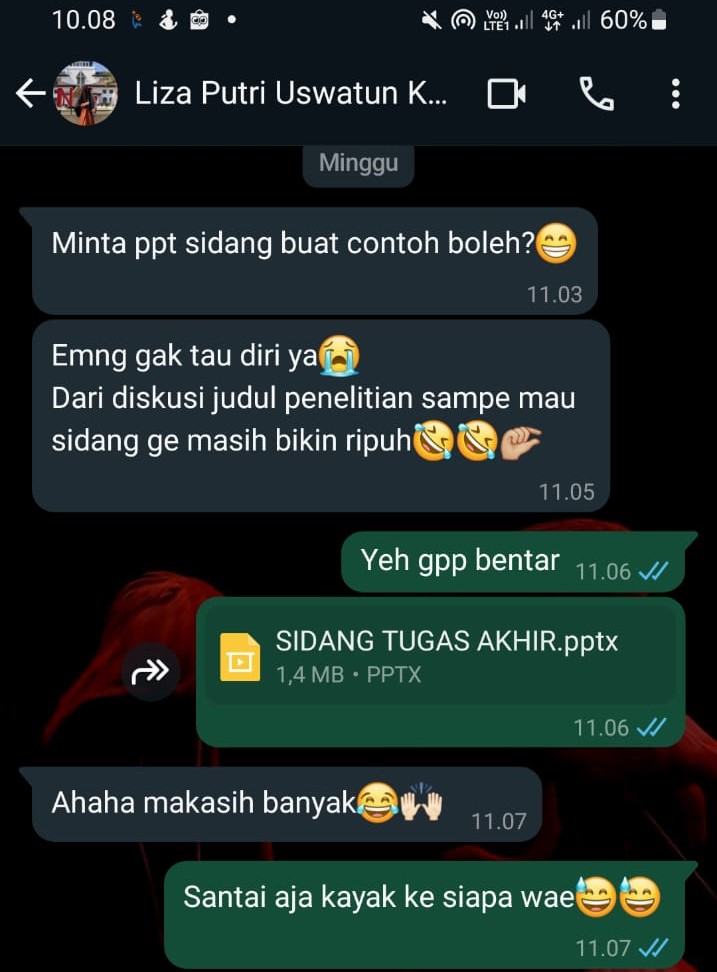 10.08 Vo)) LTE1 4G+ 60%
Liza Putri Uswatun K...
Minggu
Minta ppt sidang buat contoh boleh?😁
11.03
Emng gak tau diri ya😭
Dari diskusi judul penelitian sampe mau
sidang ge masih bikin ripuh🤣🤣🤏🏼
11.05
Yeh gpp bentar 11.06
SIDANG TUGAS AKHIR.pptx
1,4 MB • PPTX
11.06
Ahaha makasih banyak😂🙌🏻 11.07
Santai aja kayak ke siapa wae😅😅
11.07